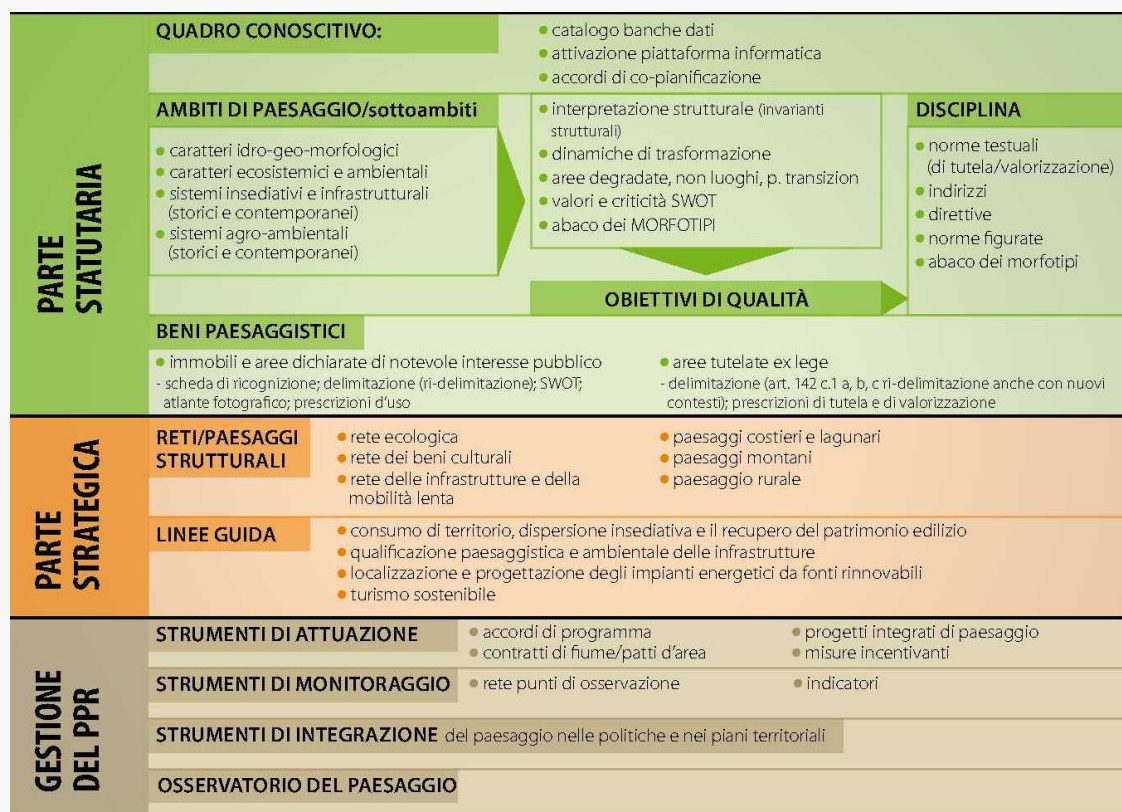 PARTE
STATUTARIA
QUADRO CONOSCITIVO:
• catalogo banche dati
• attivazione piattaforma informatica
• accordi di co-pianificazione
AMBITI DI PAESAGGIO/sottoambiti
• caratteri idro-geo-morfologici
• caratteri ecosistemici e ambientali
• sistemi insediativi e infrastrutturali
(storici e contemporanei)
• sistemi agro-ambientali
(storici e contemporanei)
• interpretazione strutturale (invarianti
strutturali)
• dinamiche di trasformazione
• aree degradate, non luoghi, p. transizion
• valori e criticità SWOT
• abaco dei MORFOTIPI
OBIETTIVI DI QUALITÀ
DISCIPLINA
• norme testuali
(di tutela/valorizzazione)
• indirizzi
• direttive
• norme figurate
• abaco dei morfotipi
BENI PAESAGGISTICI
• immobili e aree dichiarate di notevole interesse pubblico
- scheda di ricognizione; delimitazione (ri-delimitazione); SWOT;
atlante fotografico; prescrizioni d'uso
• aree tutelate ex lege
- delimitazione (art. 142 c.1 a, b, c ri-delimitazione anche con nuovi
contesti); prescrizioni di tutela e di valorizzazione
PARTE
STRATEGICA
RETI/PAESAGGI
STRUTTURALI
• rete ecologica
• rete dei beni culturali
• rete delle infrastrutture e della
mobilità lenta
• paesaggi costieri e lagunari
• paesaggi montani
• paesaggio rurale
LINEE GUIDA
• consumo di territorio, dispersione insediativa e il recupero del patrimonio edilizio
• qualificazione paesaggistica e ambientale delle infrastrutture
• localizzazione e progettazione degli impianti energetici da fonti rinnovabili
• turismo sostenibile
GESTIONE
DEL PPR
STRUMENTI DI ATTUAZIONE
• accordi di programma
• contratti di fiume/patti d'area
• progetti integrati di paesaggio
• misure incentivanti
STRUMENTI DI MONITORAGGIO
• rete punti di osservazione
• indicatori
STRUMENTI DI INTEGRAZIONE del paesaggio nelle politiche e nei piani territoriali
OSSERVATORIO DEL PAESAGGIO